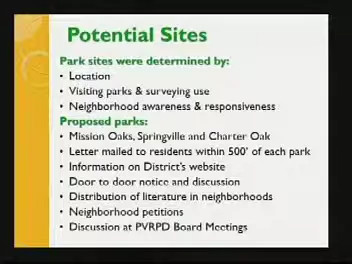 Potential Sites
Park sites were determined by:
• Location
• Visiting parks & surveying use
• Neighborhood awareness & responsiveness
Proposed parks:
• Mission Oaks, Springville and Charter Oak
• Letter mailed to residents within 500' of each park
• Information on District's website
• Door to door notice and discussion
• Distribution of literature in neighborhoods
• Neighborhood petitions
• Discussion at PVRPD Board Meetings